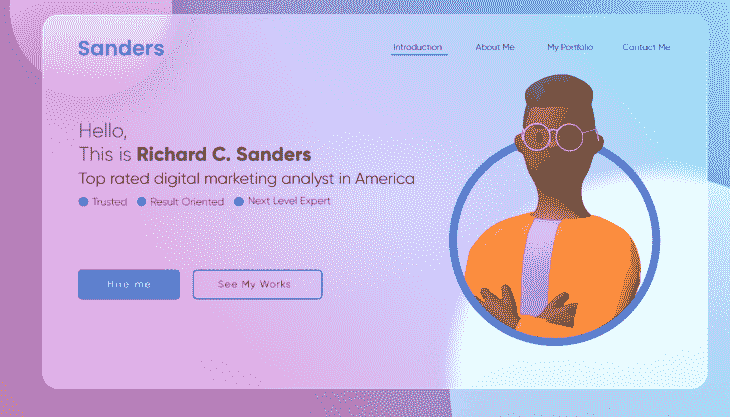 Sanders
Introduction About Me My Portfolio Contact Me
Hello,
This is Richard C. Sanders
Top rated digital marketing analyst in America
Trusted Result Oriented Next Level Expert
Hire me See My Works